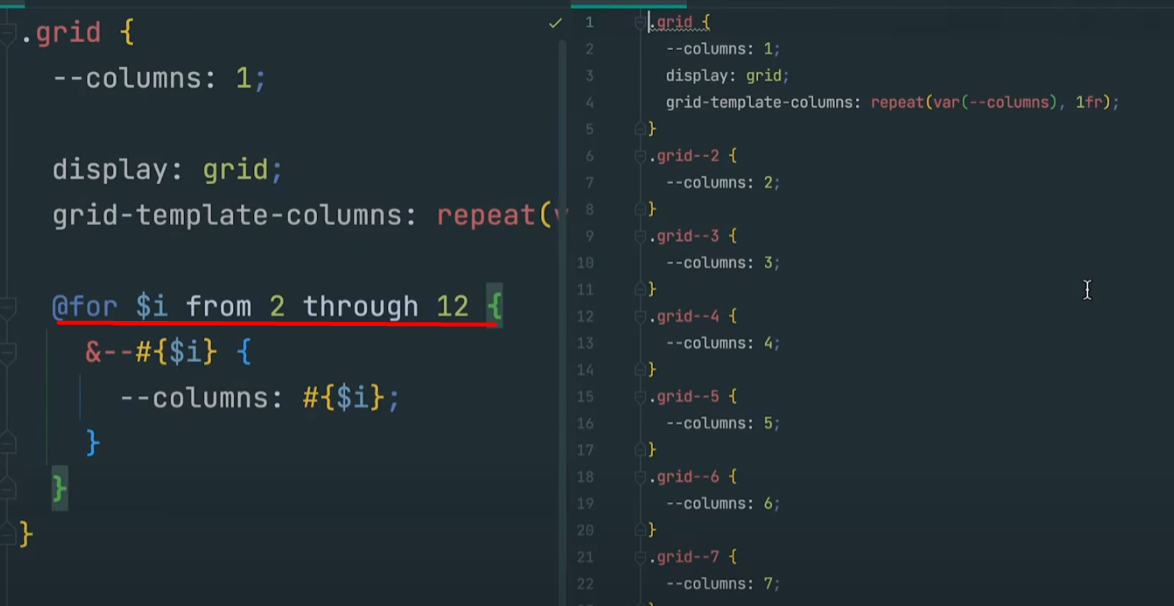 .grid {
--columns: 1;
display: grid;
grid-template-columns: repeat(v
@for $i from 2 through 12 {
&--#{$i} {
--columns: #{$i};
}
}
}
1 .grid {
2 --columns: 1;
3 display: grid;
4 grid-template-columns: repeat(var(--columns), 1fr);
5 }
6 .grid--2 {
7 --columns: 2;
8 }
9 .grid--3 {
10 --columns: 3;
11 }
12 .grid--4 {
13 --columns: 4;
14 }
15 .grid--5 {
16 --columns: 5;
17 }
18 .grid--6 {
19 --columns: 6;
20 }
21 .grid--7 {
22 --columns: 7;